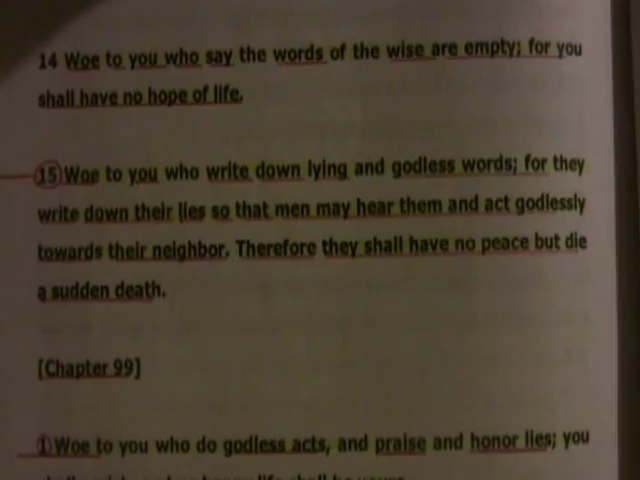 14 Woe to you who say the words of the wise are empty; for you
shall have no hope of life.
15 Woe to you who write down lying and godless words; for they
write down their lies so that men may hear them and act godlessly
towards their neighbor. Therefore they shall have no peace but die
a sudden death.
[Chapter 99]
1 Woe to you who do godless acts, and praise and honor lies; you